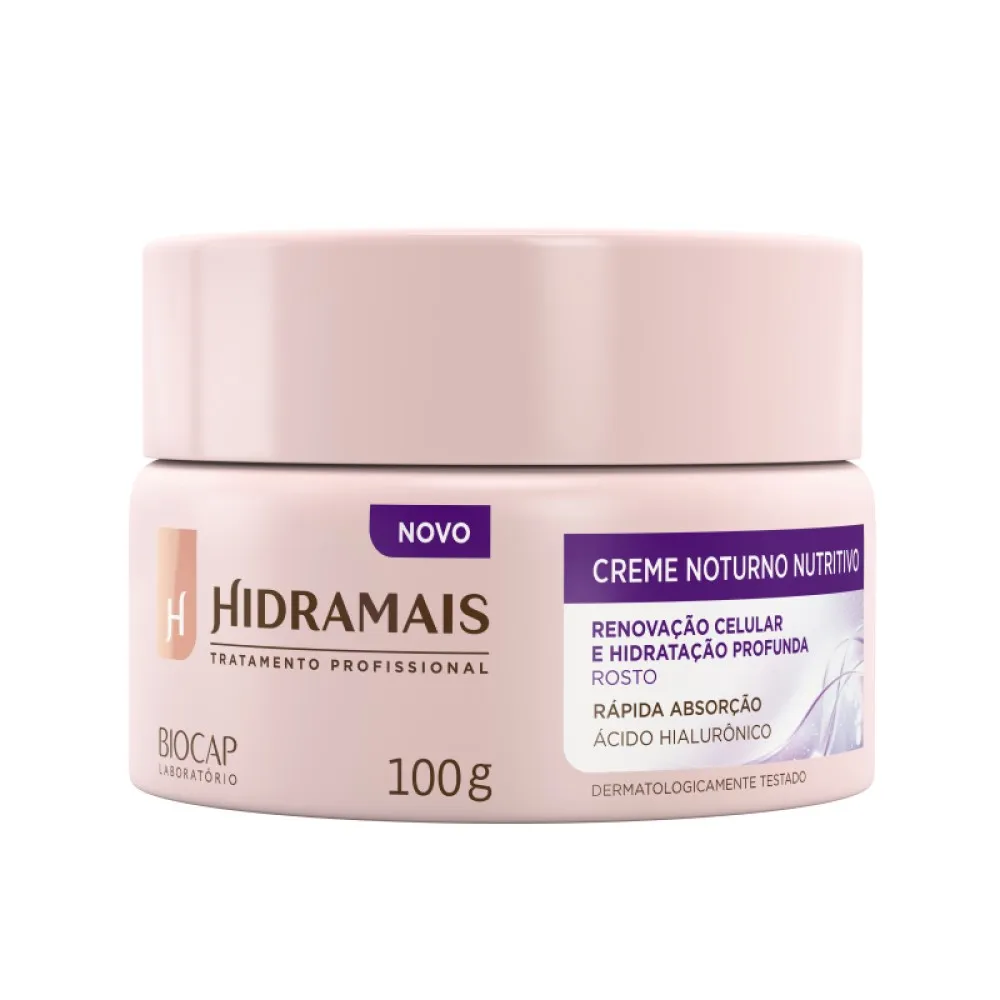 NOVO
H
HIDRAMAIS
TRATAMENTO PROFISSIONAL
BIOCAP
LABORATÓRIO
100g
CREME NOTURNO NUTRITIVO
RENOVAÇÃO CELULAR
E HIDRATAÇÃO PROFUNDA
ROSTO
RÁPIDA ABSORÇÃO
ÁCIDO HIALURÔNICO
DERMATOLOGICAMENTE TESTADO